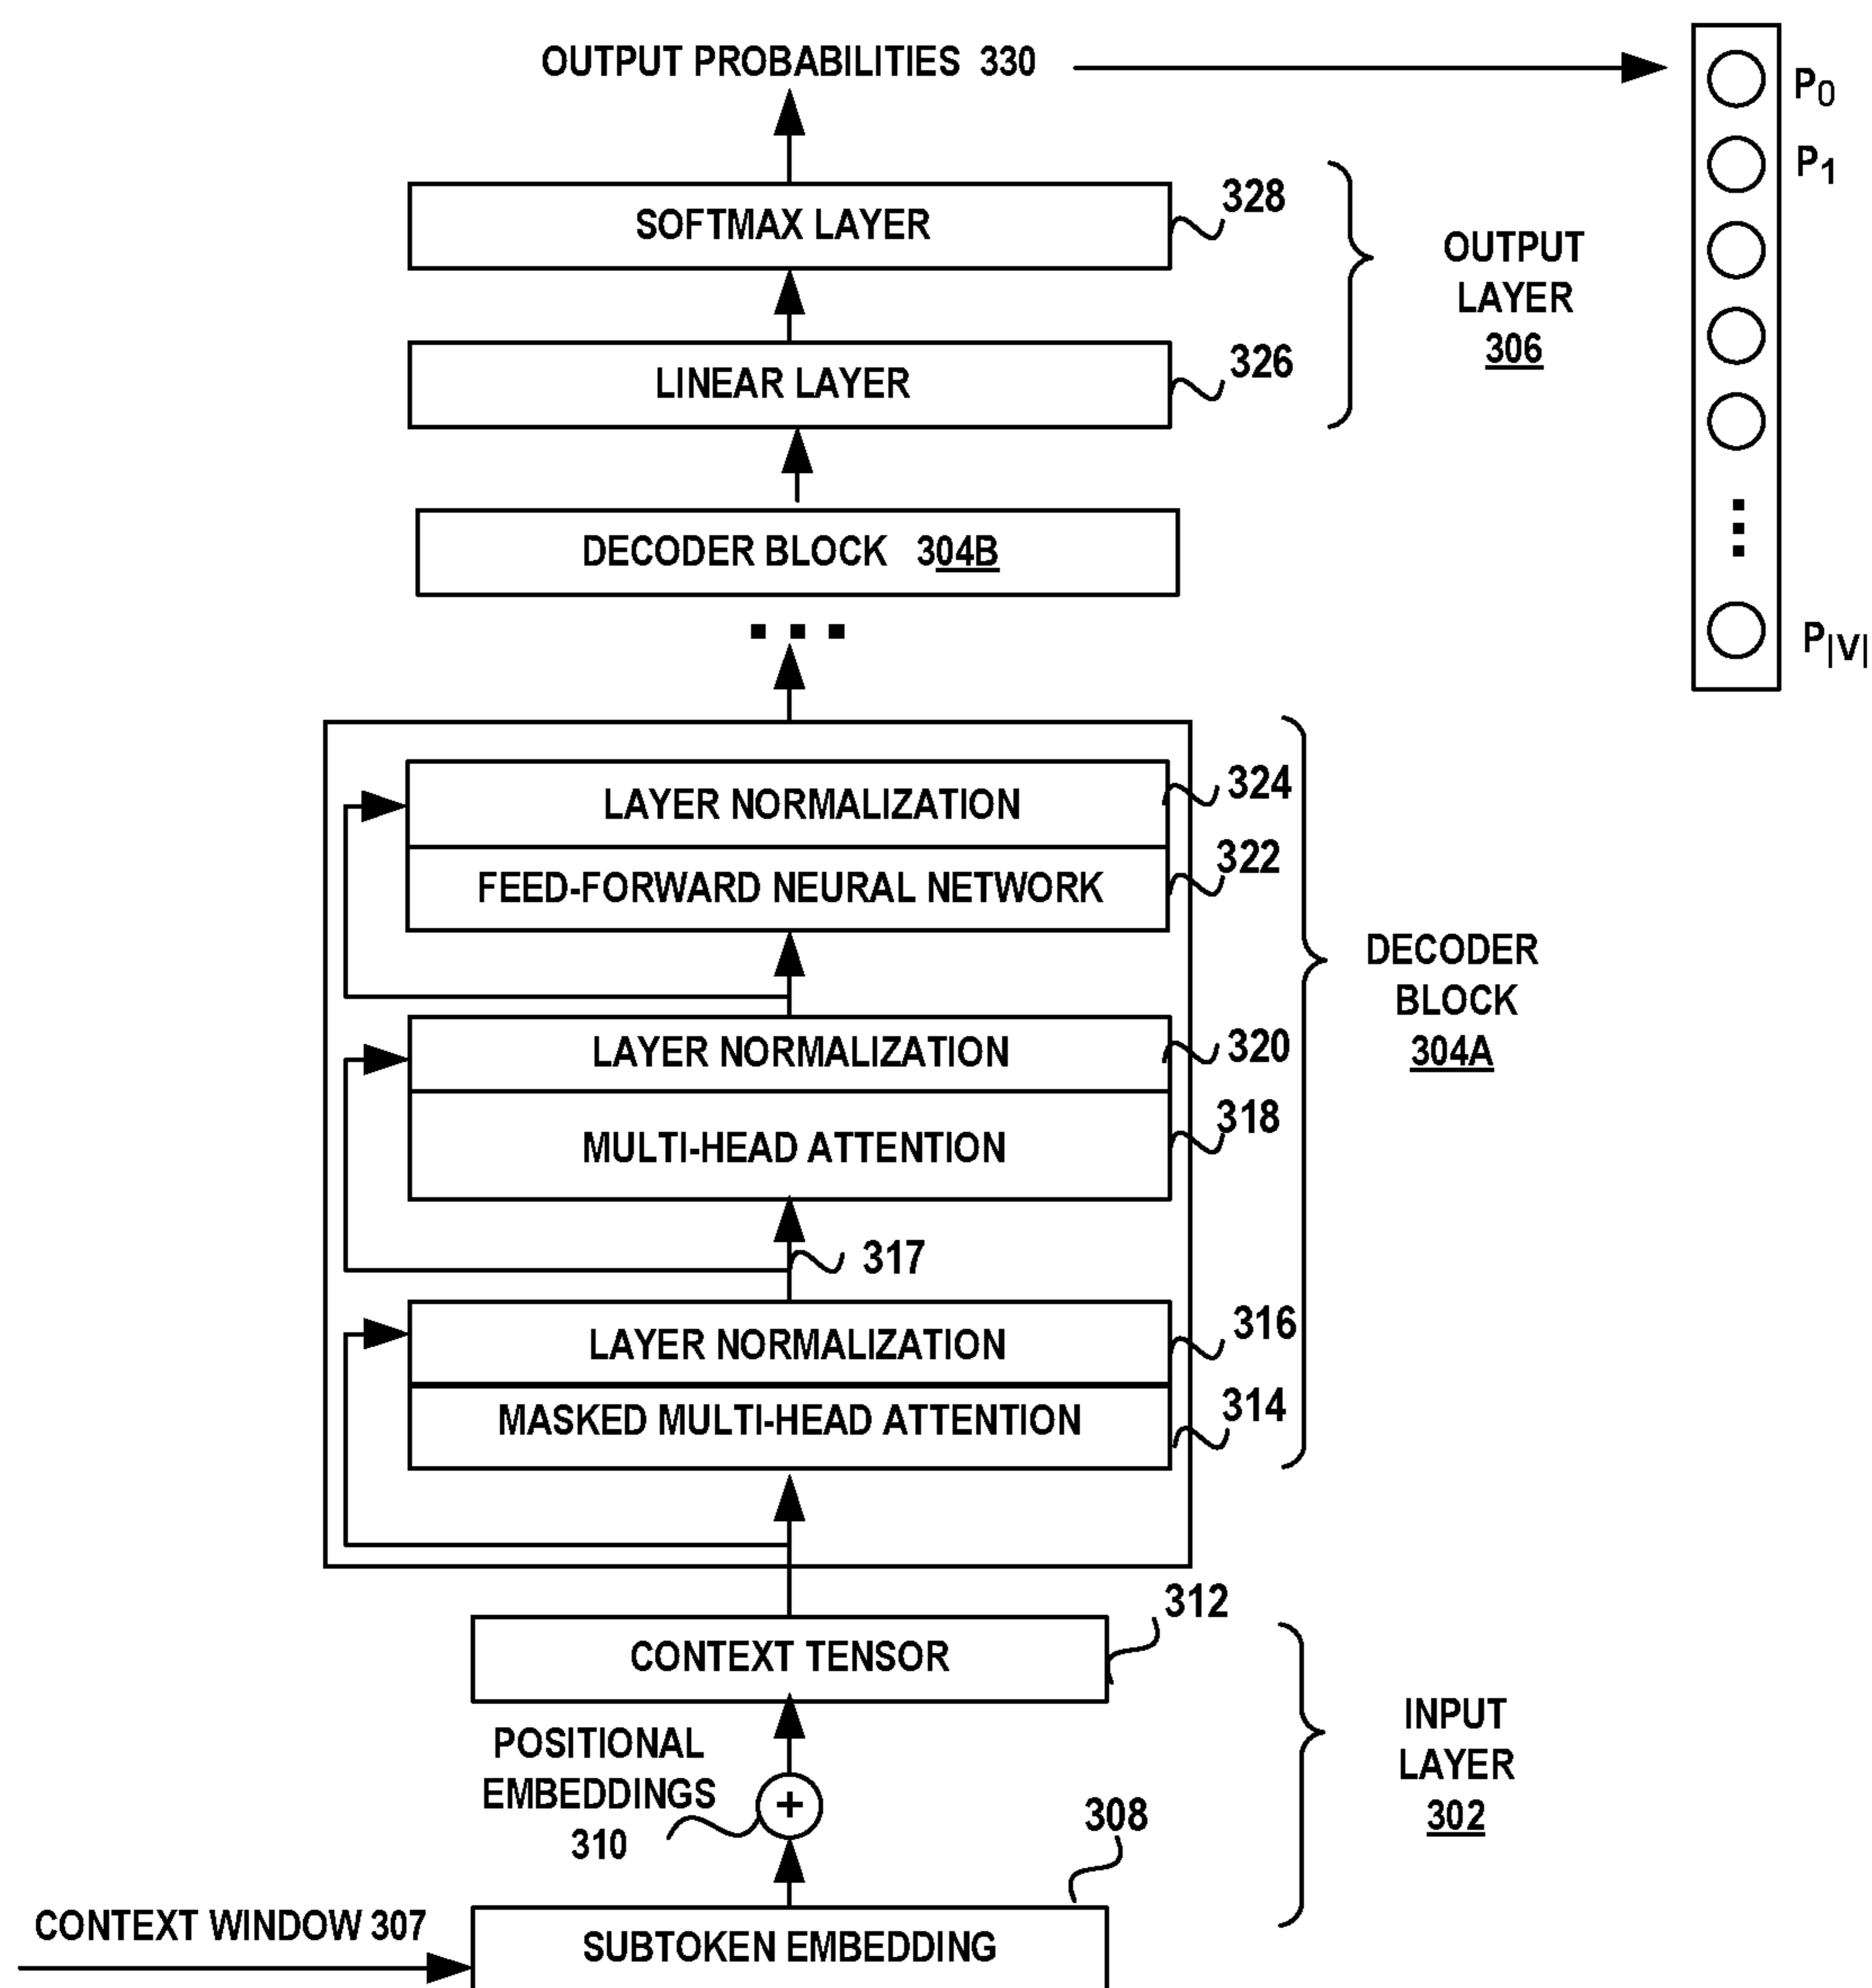 OUTPUT PROBABILITIES 330
P0
P1
P|V|
SOFTMAX LAYER
328
LINEAR LAYER
326
OUTPUT
LAYER
306
DECODER BLOCK 304B
LAYER NORMALIZATION
324
FEED-FORWARD NEURAL NETWORK
322
LAYER NORMALIZATION
320
MULTI-HEAD ATTENTION
318
317
LAYER NORMALIZATION
316
MASKED MULTI-HEAD ATTENTION
314
DECODER
BLOCK
304A
312
CONTEXT TENSOR
POSITIONAL
EMBEDDINGS
310
+
308
INPUT
LAYER
302
CONTEXT WINDOW 307
SUBTOKEN EMBEDDING